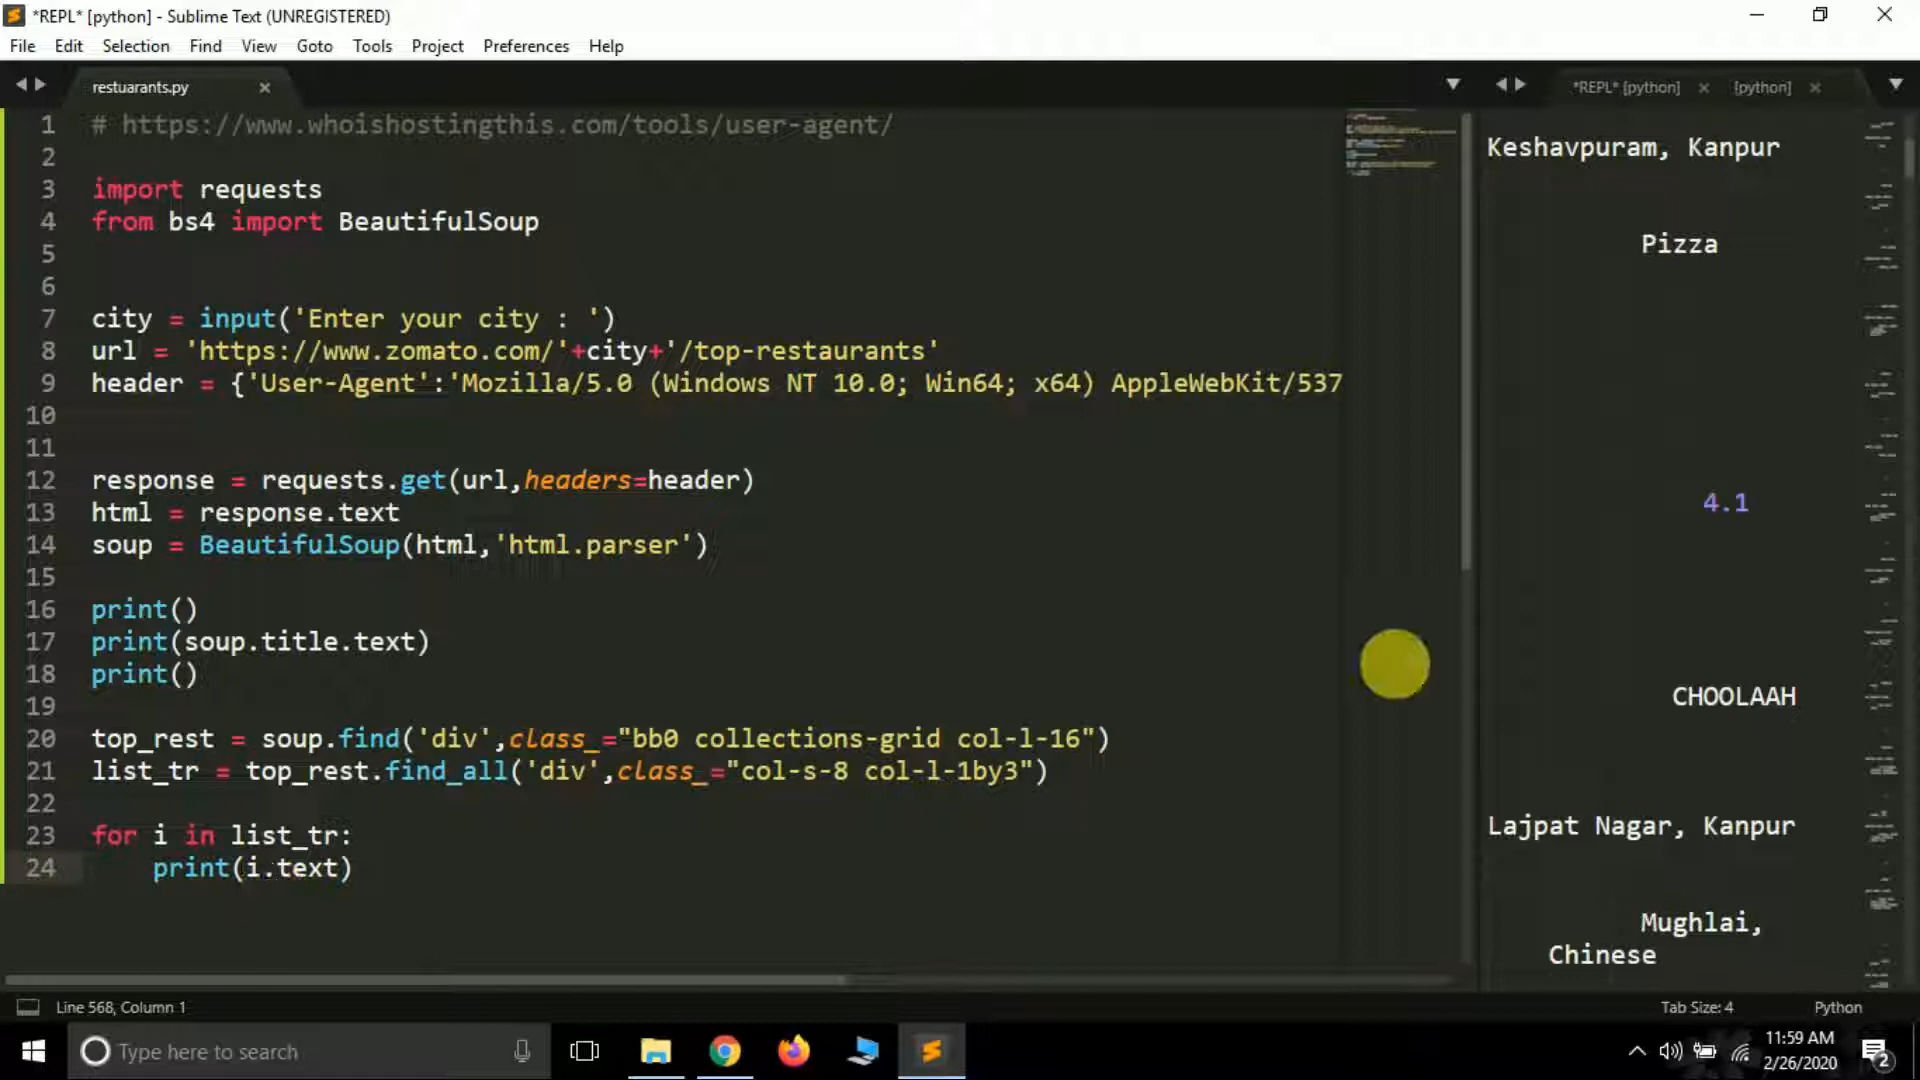 *REPL* [python] - Sublime Text (UNREGISTERED)
File Edit Selection Find View Goto Tools Project Preferences Help
restuarants.py
*REPL* [python]
[python]
1 # https://www.whoishostingthis.com/tools/user-agent/
2
3 import requests
4 from bs4 import BeautifulSoup
5
6
7 city = input('Enter your city : ')
8 url = 'https://www.zomato.com/'+city+'/top-restaurants'
9 header = {'User-Agent':'Mozilla/5.0 (Windows NT 10.0; Win64; x64) AppleWebKit/537
10
11
12 response = requests.get(url,headers=header)
13 html = response.text
14 soup = BeautifulSoup(html,'html.parser')
15
16 print()
17 print(soup.title.text)
18 print()
19
20 top_rest = soup.find('div',class_="bb0 collections-grid col-l-16")
21 list_tr = top_rest.find_all('div',class_="col-s-8 col-l-1by3")
22
23 for i in list_tr:
24 print(i.text)
Keshavpuram, Kanpur
Pizza
4.1
CHOOLAAH
Lajpat Nagar, Kanpur
Mughlai,
Chinese
Line 568, Column 1
Tab Size: 4
Python
Type here to search
11:59 AM
2/26/2020
2